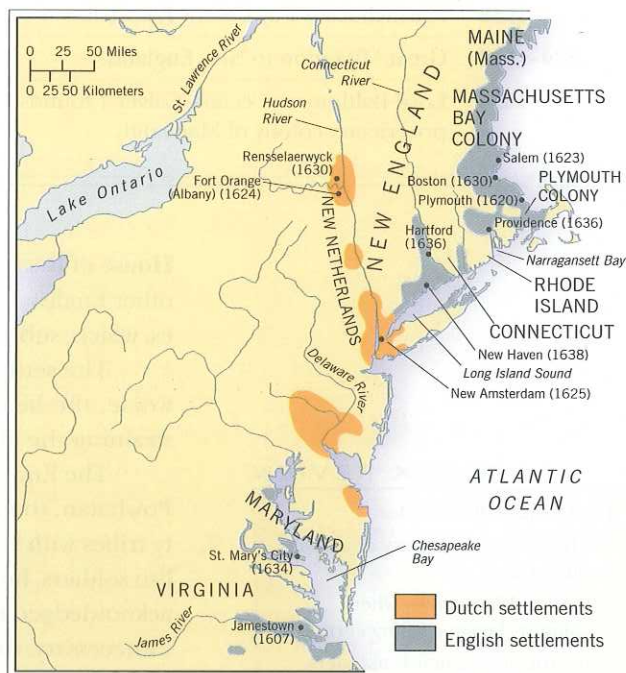 0 25 50 Miles
0 25 50 Kilometers
St. Lawrence River
Connecticut
River
MAINE
(Mass.)
Hudson
River
MASSACHUSETTS
BAY
COLONY
Lake Ontario
Rensselaerwyck
(1630)
Fort Orange
(Albany) (1624)
NEW ENGLAND
Salem (1623)
Boston (1630)
PLYMOUTH
COLONY
Plymouth (1620)
Providence (1636)
Hartford
(1636)
NEW NETHERLANDS
Narragansett Bay
RHODE
ISLAND
CONNECTICUT
New Haven (1638)
Long Island Sound
New Amsterdam (1625)
Delaware River
ATLANTIC
OCEAN
MARYLAND
Chesapeake
Bay
St. Mary's City
(1634)
VIRGINIA
James River
Jamestown
(1607)
Dutch settlements
English settlements
House of